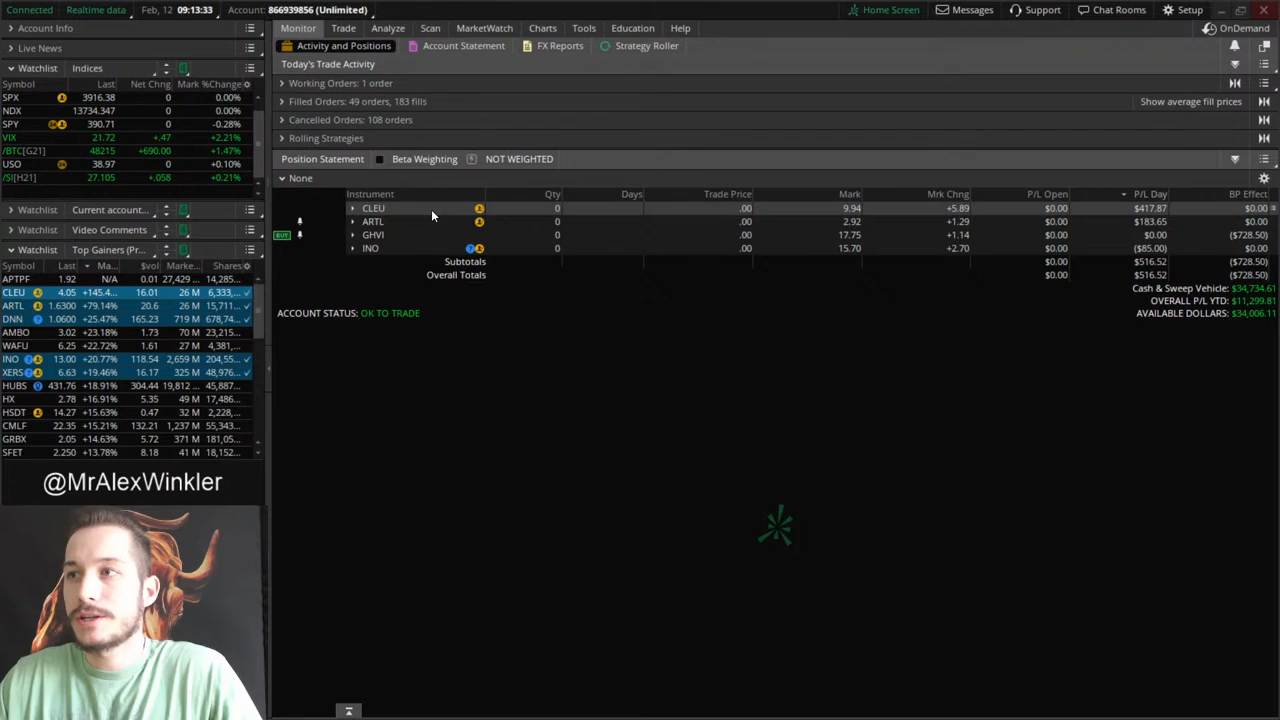 Connected Realtime data Feb, 12 09:13:33 Account: 866939856 (Unlimited) Home Screen Messages Support Chat Rooms Setup
Account Info
Monitor Trade Analyze Scan MarketWatch Charts Tools Education Help OnDemand
Live News
Activity and Positions Account Statement FX Reports Strategy Roller
Watchlist Indices
Today's Trade Activity
Symbol Last Net Chng Mark %Change
SPX 3916.38 0 0.00%
NDX 13734.347 0 0.00%
SPY 390.71 0 -0.28%
VIX 21.72 +.47 +2.21%
/BTC[G21] 48215 +690.00 +1.47%
USO 38.97 0 +0.10%
/SI[H21] 27.105 +.058 +0.21%
Working Orders: 1 order
Filled Orders: 49 orders, 183 fills Show average fill prices
Cancelled Orders: 108 orders
Rolling Strategies
Position Statement Beta Weighting NOT WEIGHTED
None
Instrument Qty Days Trade Price Mark Mrk Chng P/L Open P/L Day BP Effect
CLEU 0 .00 9.94 +5.89 $0.00 $417.87 $0.00
ARTL 0 .00 2.92 +1.29 $0.00 $183.65 $0.00
BUY GHVI 0 .00 17.75 +1.14 $0.00 $0.00 ($728.50)
INO 0 .00 15.70 +2.70 $0.00 ($85.00) $0.00
Subtotals $0.00 $516.52 ($728.50)
Overall Totals $0.00 $516.52 ($728.50)
Cash & Sweep Vehicle: $34,734.61
OVERALL P/L YTD: $11,299.81
ACCOUNT STATUS: OK TO TRADE AVAILABLE DOLLARS: $34,006.11
Watchlist Current account...
Watchlist Video Comments
Watchlist Top Gainers (Pr...
Symbol Last Ma... $vol Marke... Shares
APTPF 1.92 N/A 0.01 27,429 ... 14,285...
CLEU 4.05 +145.4... 16.01 26 M 6,333,...
ARTL 1.6300 +79.14% 20.6 26 M 15,711...
DNN 1.0600 +25.47% 165.23 719 M 678,74...
AMBO 3.02 +23.18% 0.47 70 M 23,215...
WAFU 6.25 +22.72% 1.61 27 M 4,381,...
INO 13.00 +20.77% 118.54 2,659 M 204,55...
XERS 6.63 +19.46% 16.17 325 M 48,976...
HUBS 431.76 +18.91% 304.44 19,812 ... 45,887...
HX 2.78 +16.91% 5.35 49 M 17,486...
HSDT 14.27 +15.63% 0.47 32 M 2,228,...
CMLF 22.35 +15.41% 132.21 1,237 M 55,343...
GRBX 2.05 +14.63% 5.72 371 M 181,05...
SFET 2.250 +13.78% 8.18 41 M 18,152...
@MrAlexWinkler